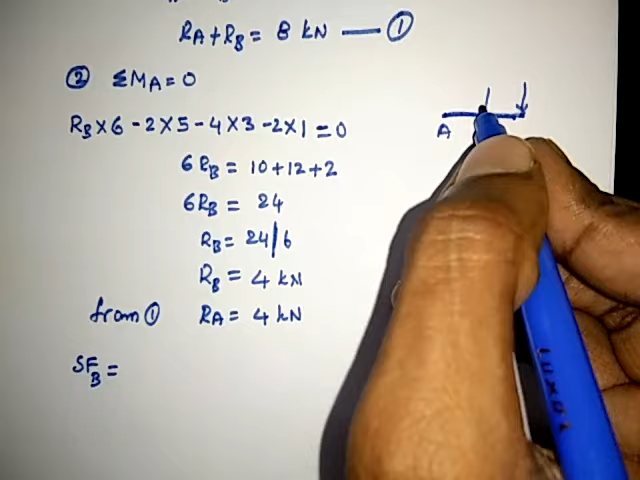 RA+RB = 8 kN — ①
② ΣMA=0
RB×6 -2×5 -4×3 -2×1 =0
6RB = 10+12+2
6RB = 24
RB = 24/6
RB = 4 kN
from ① RA = 4 kN
SFB =
A
LUXOR